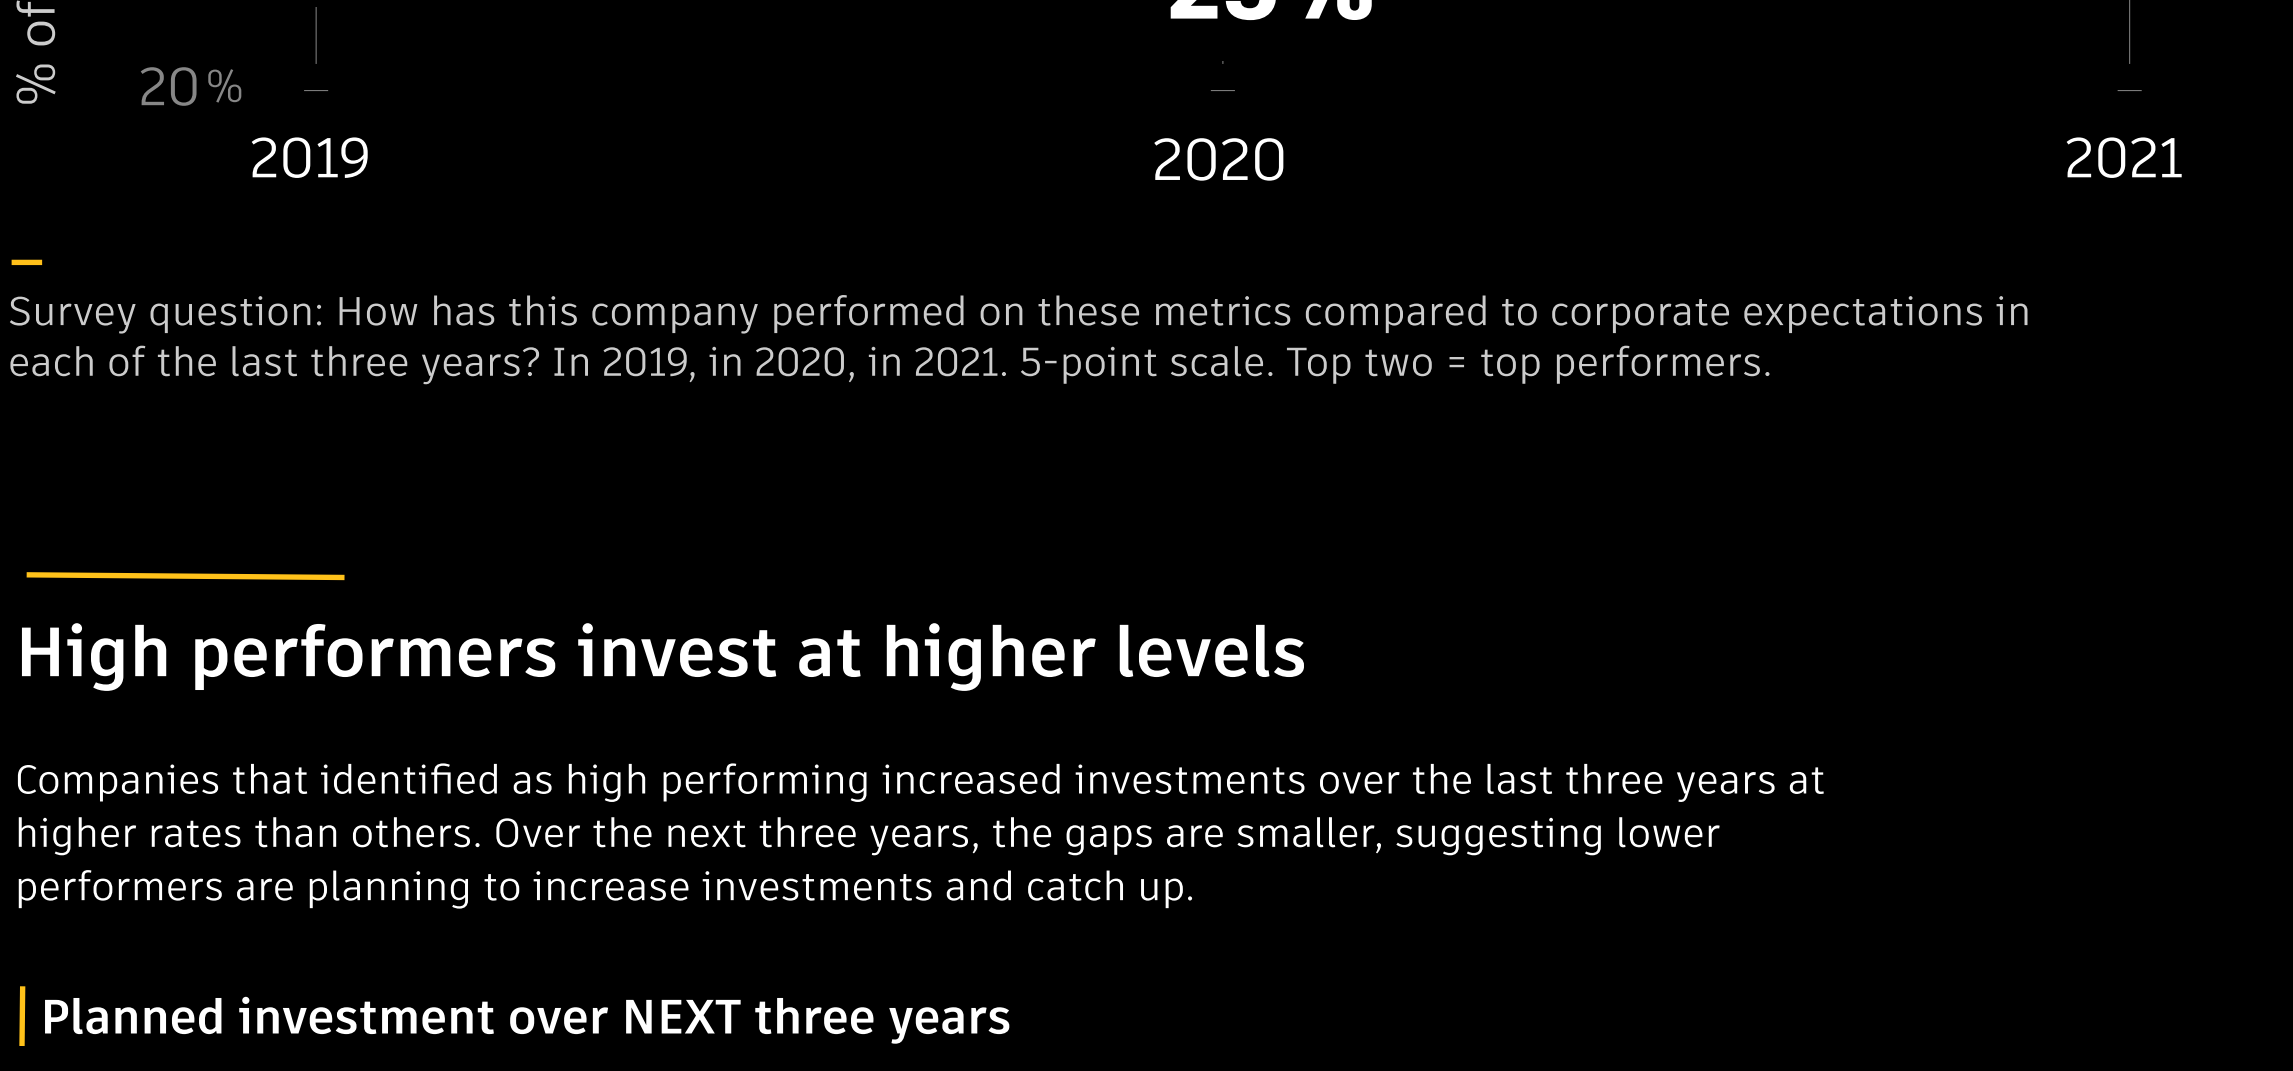 % of
20%
2019
2020
2021
Survey question: How has this company performed on these metrics compared to corporate expectations in
each of the last three years? In 2019, in 2020, in 2021. 5-point scale. Top two = top performers.
High performers invest at higher levels
Companies that identified as high performing increased investments over the last three years at
higher rates than others. Over the next three years, the gaps are smaller, suggesting lower
performers are planning to increase investments and catch up.
Planned investment over NEXT three years